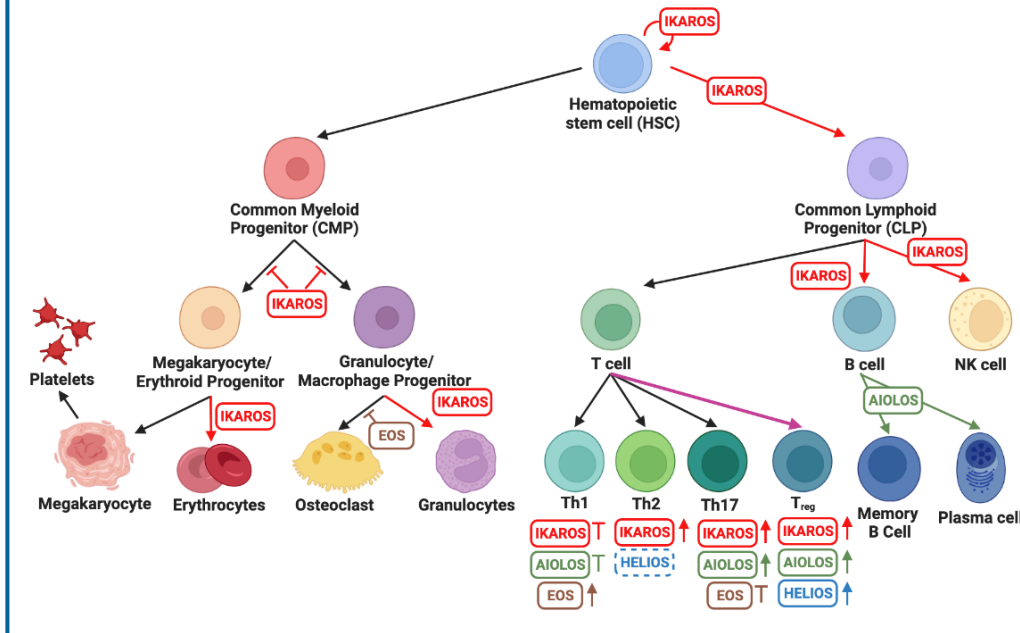 IKAROS
IKAROS
Hematopoietic
stem cell (HSC)
Common Myeloid
Progenitor (CMP)
Common Lymphoid
Progenitor (CLP)
IKAROS
IKAROS
IKAROS
Platelets
Megakaryocyte/
Erythroid Progenitor
Granulocyte/
Macrophage Progenitor
T cell
B cell
NK cell
IKAROS
IKAROS
EOS
AIOLOS
Megakaryocyte
Erythrocytes
Osteoclast
Granulocytes
Th1
Th2
Th17
Treg
Memory
B Cell
Plasma cell
IKAROS
IKAROS
IKAROS
IKAROS
AIOLOS
HELIOS
AIOLOS
AIOLOS
EOS
EOS
HELIOS